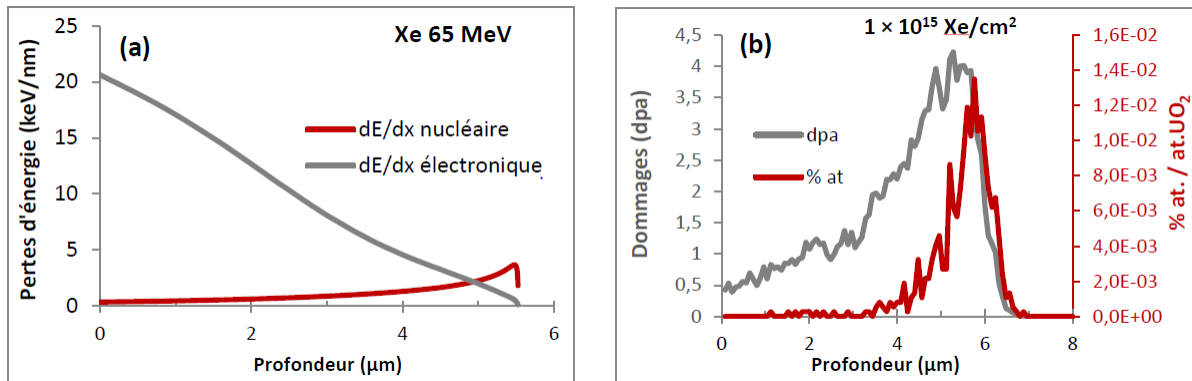 (a)
Xe 65 MeV
Pertes d'énergie (keV/nm)
25
20
15
10
5
0
dE/dx nucléaire
dE/dx électronique
0
2
4
6
Profondeur (µm)
(b)
1 × 10¹⁵ Xe/cm²
Dommages (dpa)
4,5
4
3,5
3
2,5
2
1,5
1
0,5
0
dpa
% at
1,6E-02
1,4E-02
1,2E-02
1,0E-02
8,0E-03
6,0E-03
4,0E-03
2,0E-03
0,0E+00
% at. / at.UO₂
0
2
4
6
8
Profondeur (µm)